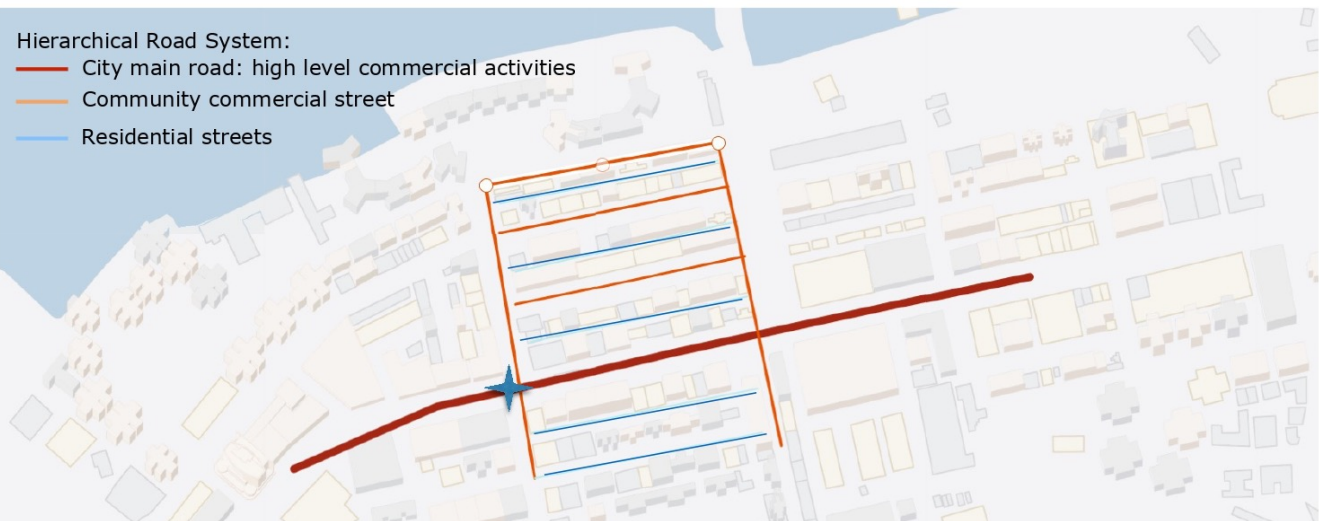 Hierarchical Road System:
City main road: high level commercial activities
Community commercial street
Residential streets